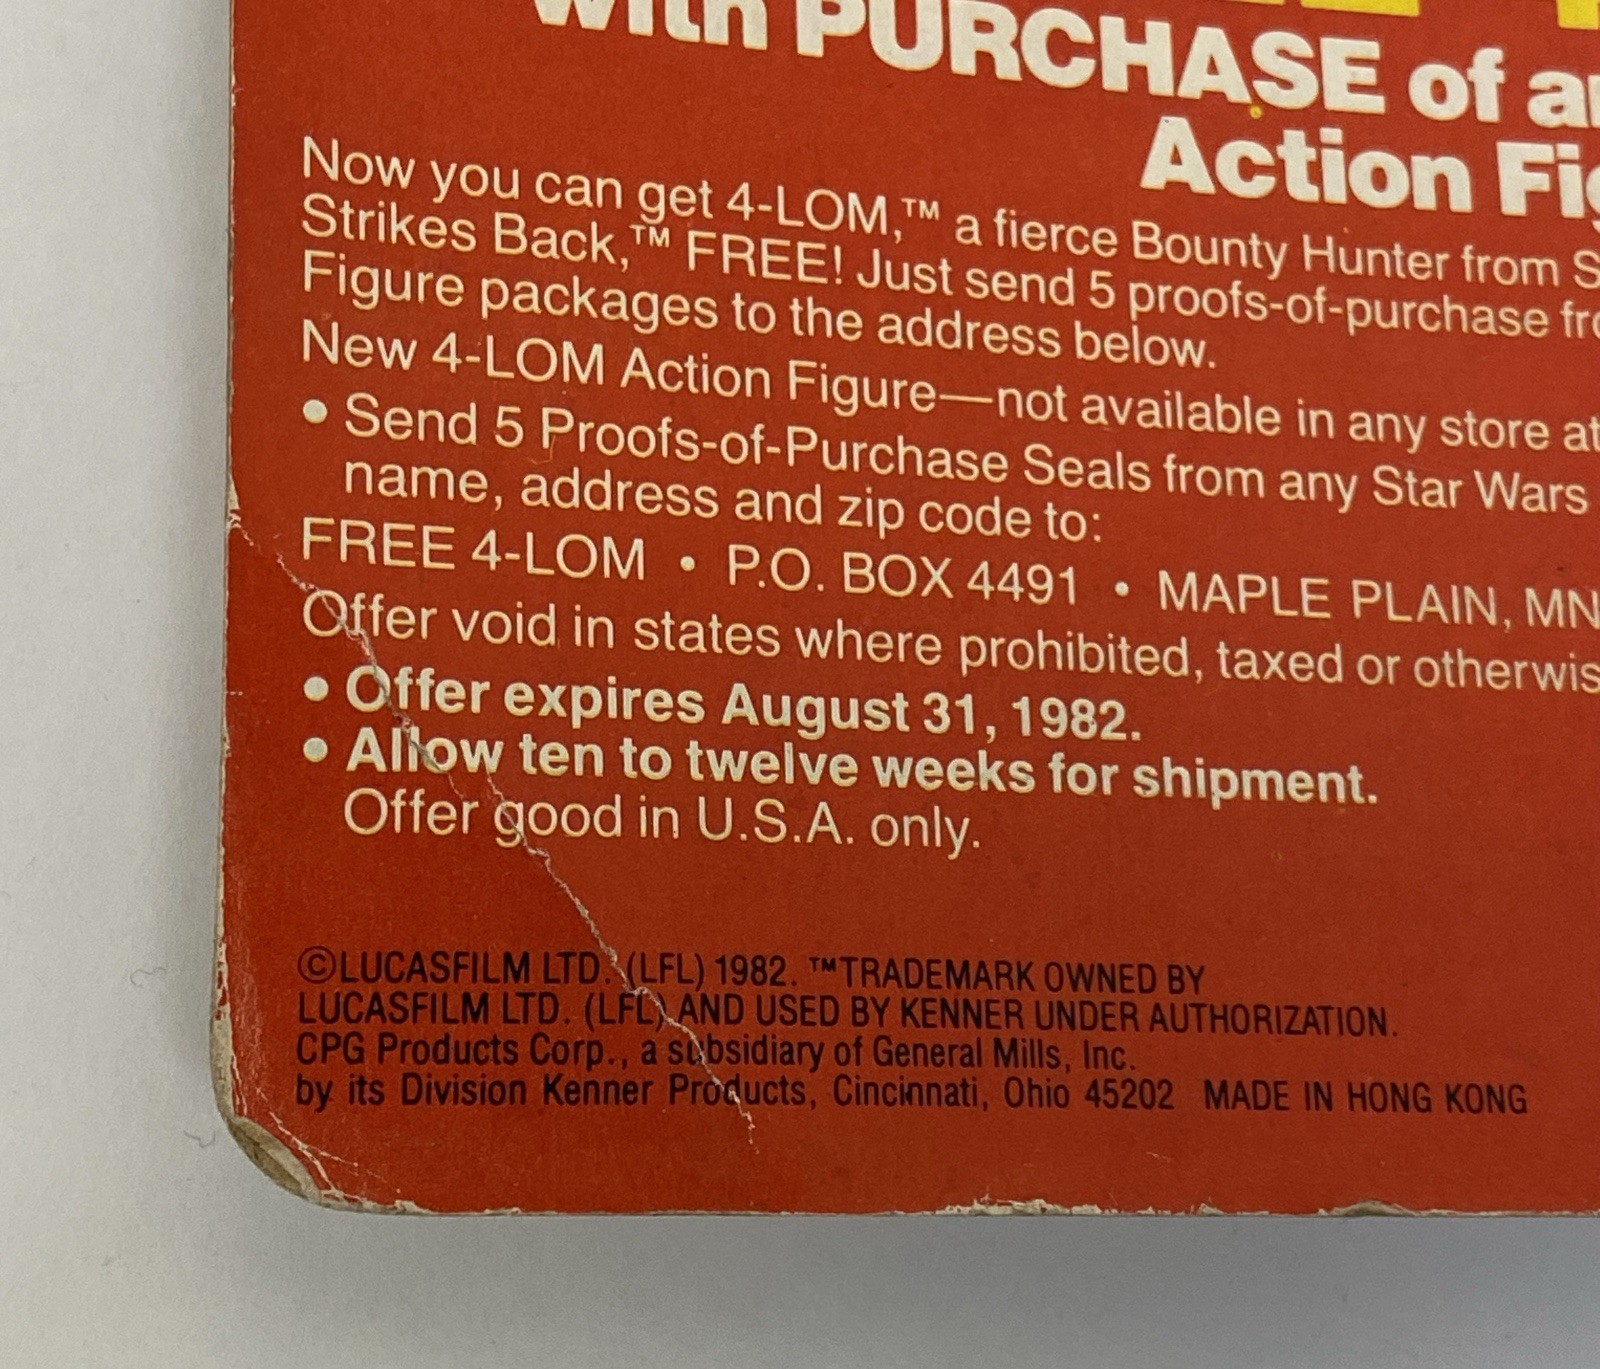 with PURCHASE of
Action
Now you can get 4-LOM,™ a fierce Bounty Hunter from
Strikes Back,™ FREE! Just send 5 proofs-of-purchase
Figure packages to the address below.
New 4-LOM Action Figure—not available in any store
• Send 5 Proofs-of-Purchase Seals from any Star Wars
name, address and zip code to:
FREE 4-LOM • P.O. BOX 4491 • MAPLE PLAIN, MN
Offer void in states where prohibited, taxed or
• Offer expires August 31, 1982.
• Allow ten to twelve weeks for shipment.
Offer good in U.S.A. only.
©LUCASFILM LTD. (LFL) 1982. ™TRADEMARK OWNED BY
LUCASFILM LTD. (LFL) AND USED BY KENNER UNDER AUTHORIZATION.
CPG Products Corp., a subsidiary of General Mills, Inc.
by its Division Kenner Products, Cincinnati, Ohio 45202 MADE IN HONG KONG